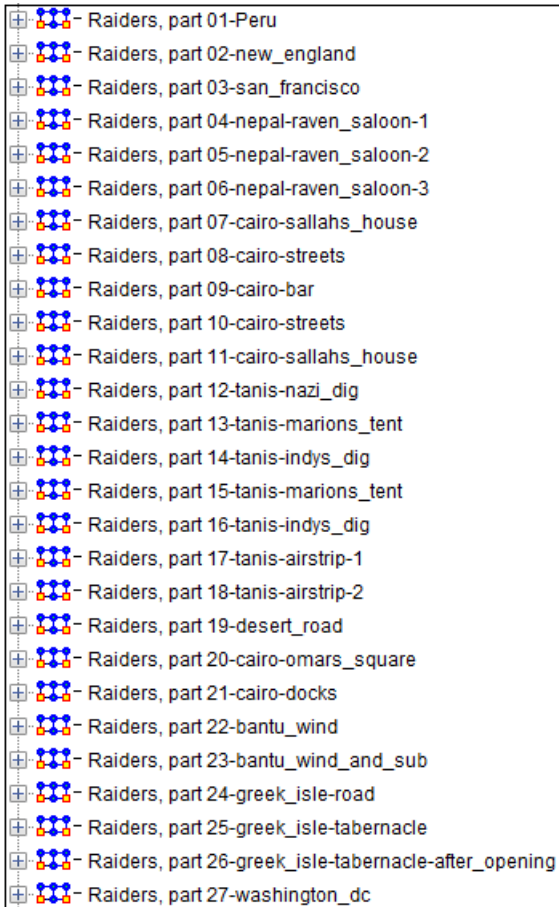 Raiders, part 01-Peru
Raiders, part 02-new_england
Raiders, part 03-san_francisco
Raiders, part 04-nepal-raven_saloon-1
Raiders, part 05-nepal-raven_saloon-2
Raiders, part 06-nepal-raven_saloon-3
Raiders, part 07-cairo-sallahs_house
Raiders, part 08-cairo-streets
Raiders, part 09-cairo-bar
Raiders, part 10-cairo-streets
Raiders, part 11-cairo-sallahs_house
Raiders, part 12-tanis-nazi_dig
Raiders, part 13-tanis-marions_tent
Raiders, part 14-tanis-indys_dig
Raiders, part 15-tanis-marions_tent
Raiders, part 16-tanis-indys_dig
Raiders, part 17-tanis-airstrip-1
Raiders, part 18-tanis-airstrip-2
Raiders, part 19-desert_road
Raiders, part 20-cairo-omars_square
Raiders, part 21-cairo-docks
Raiders, part 22-bantu_wind
Raiders, part 23-bantu_wind_and_sub
Raiders, part 24-greek_isle-road
Raiders, part 25-greek_isle-tabernacle
Raiders, part 26-greek_isle-tabernacle-after_opening
Raiders, part 27-washington_dc